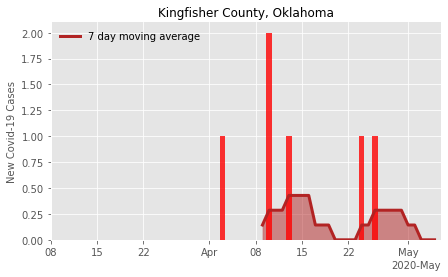 Kingfisher County, Oklahoma
7 day moving average
New Covid-19 Cases
2.00
1.75
1.50
1.25
1.00
0.75
0.50
0.25
0.00
08 15 22 Apr 08 15 22 May
2020-May